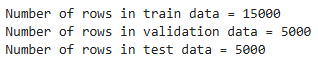 Number of rows in train data = 15000
Number of rows in validation data = 5000
Number of rows in test data = 5000